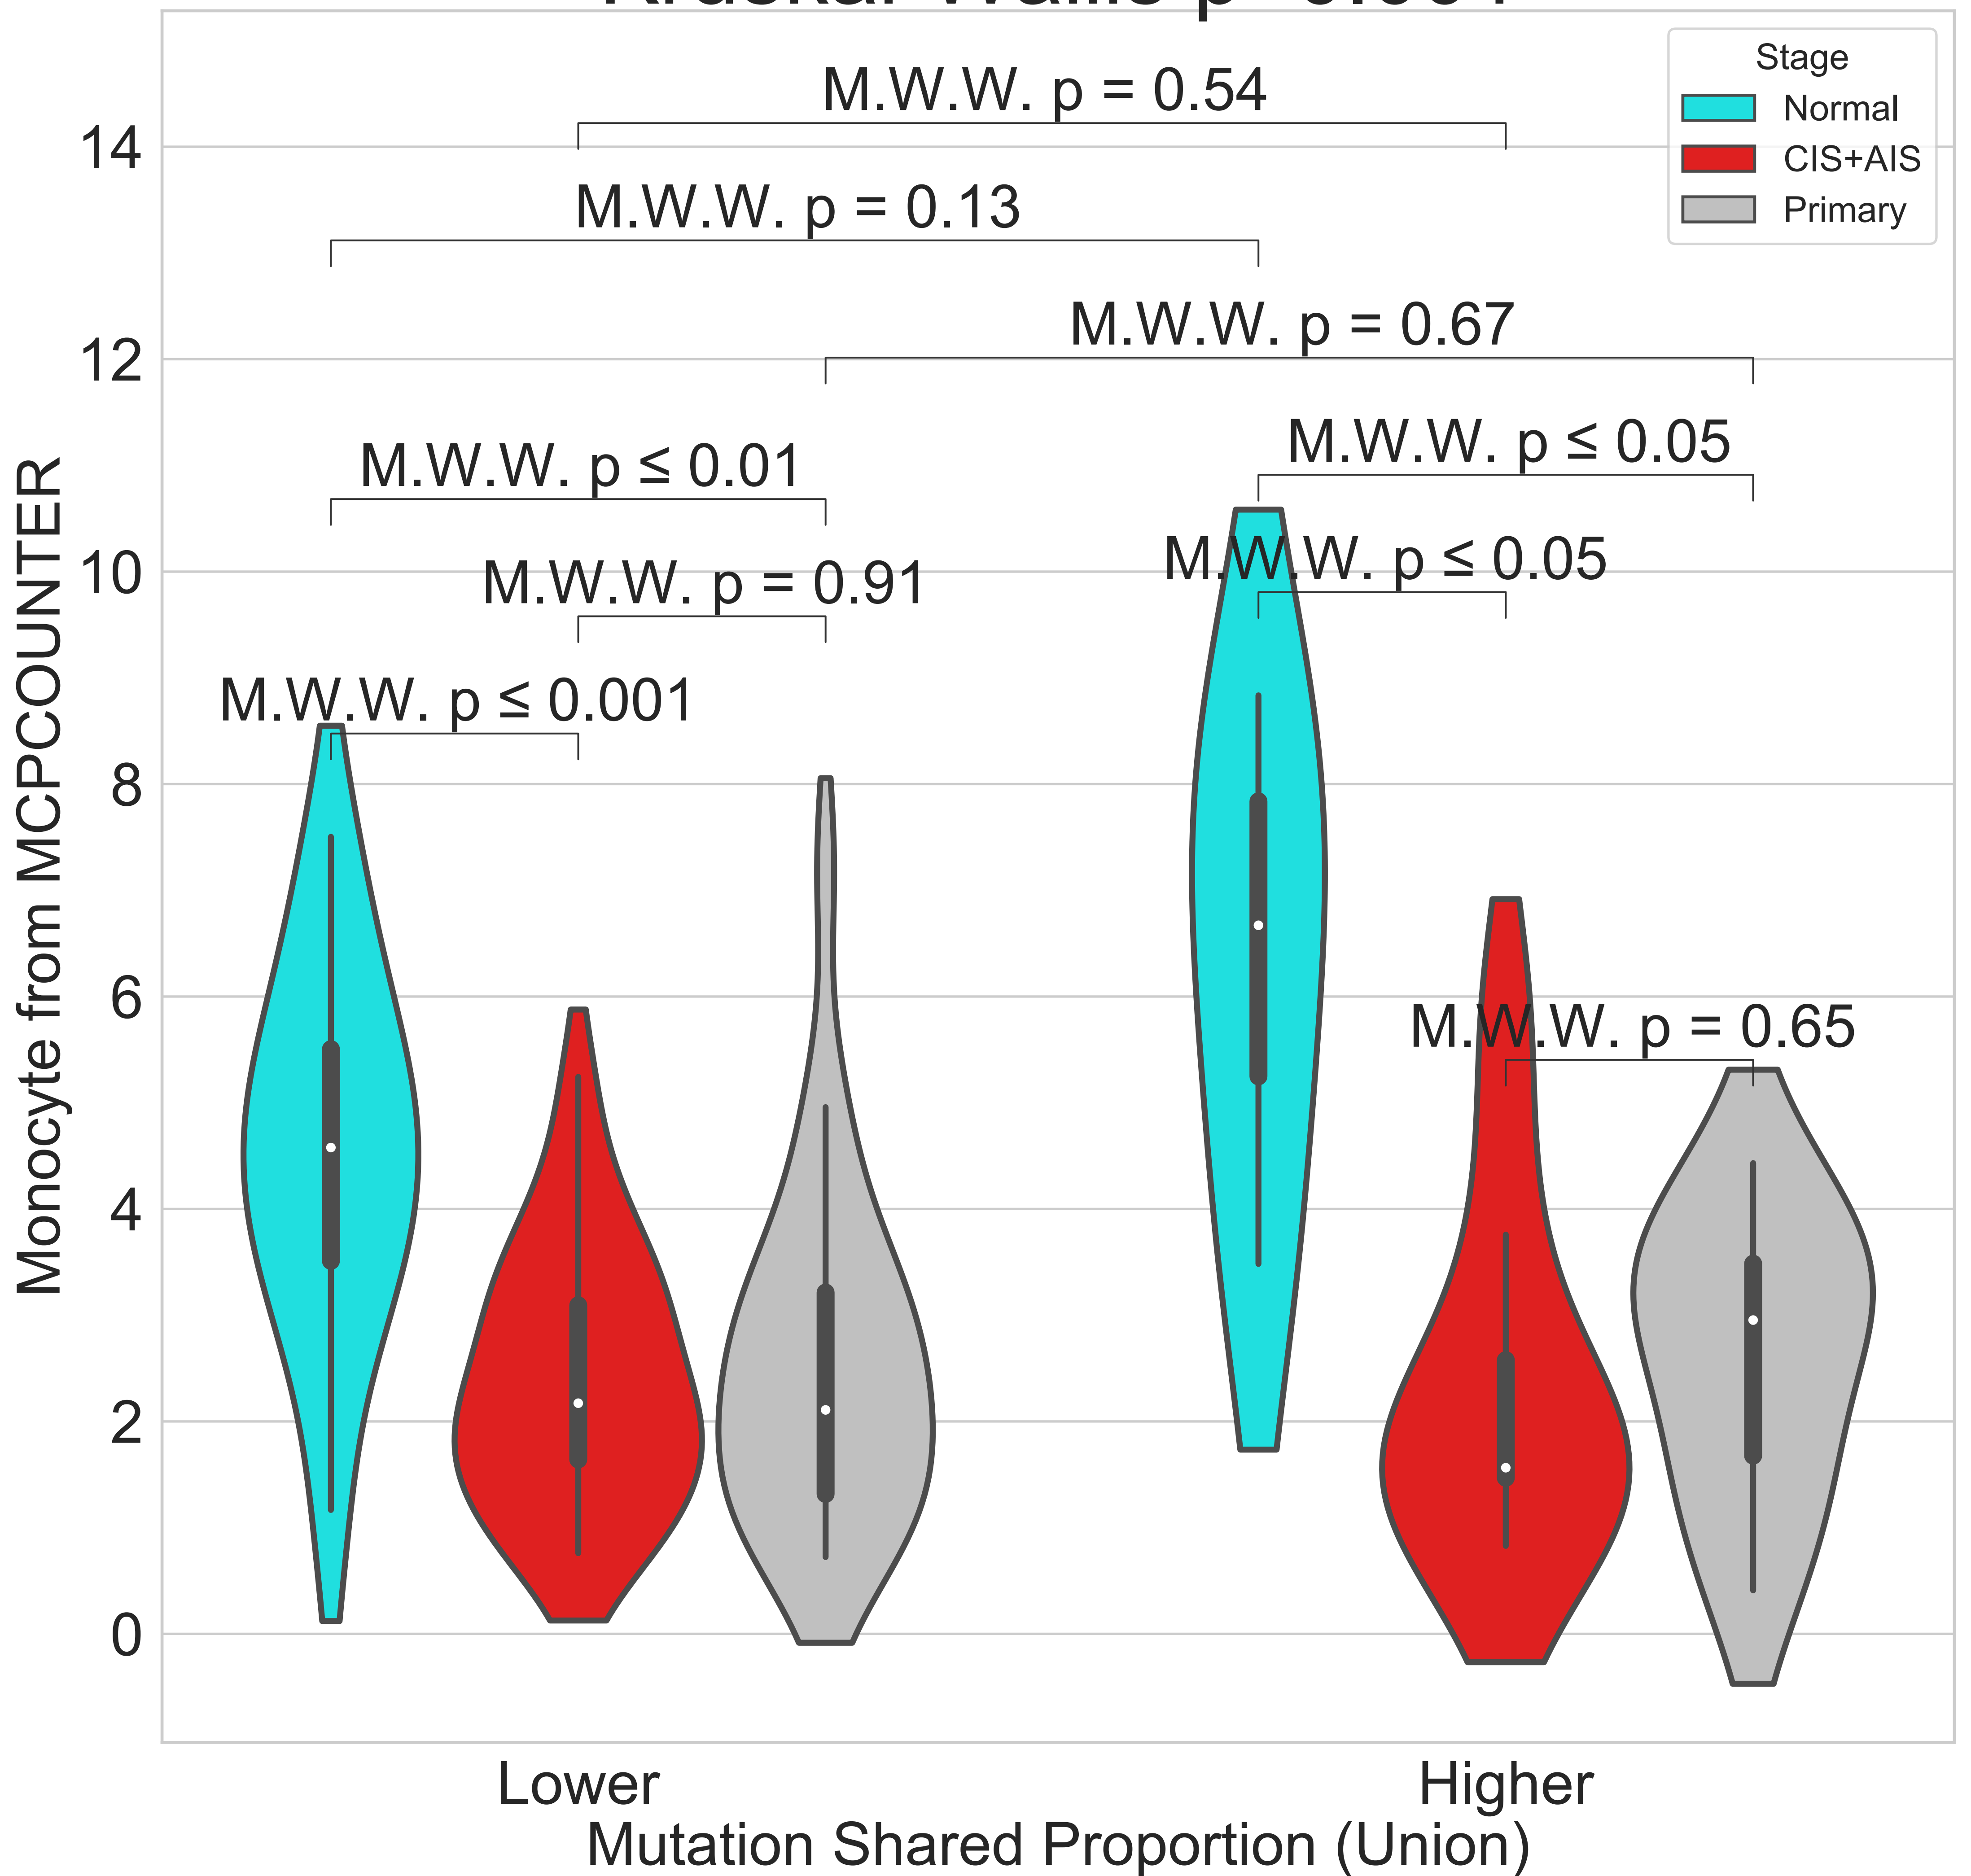 Stage
Normal
CIS+AIS
Primary
M.W.W. p = 0.54
M.W.W. p = 0.13
M.W.W. p = 0.67
M.W.W. p ≤ 0.01
M.W.W. p ≤ 0.05
M.W.W. p = 0.91
M.W.W. p ≤ 0.05
M.W.W. p ≤ 0.001
M.W.W. p = 0.65
14
12
10
8
6
4
2
0
Monocyte from MCPCOUNTER
Lower
Higher
Mutation Shared Proportion (Union)